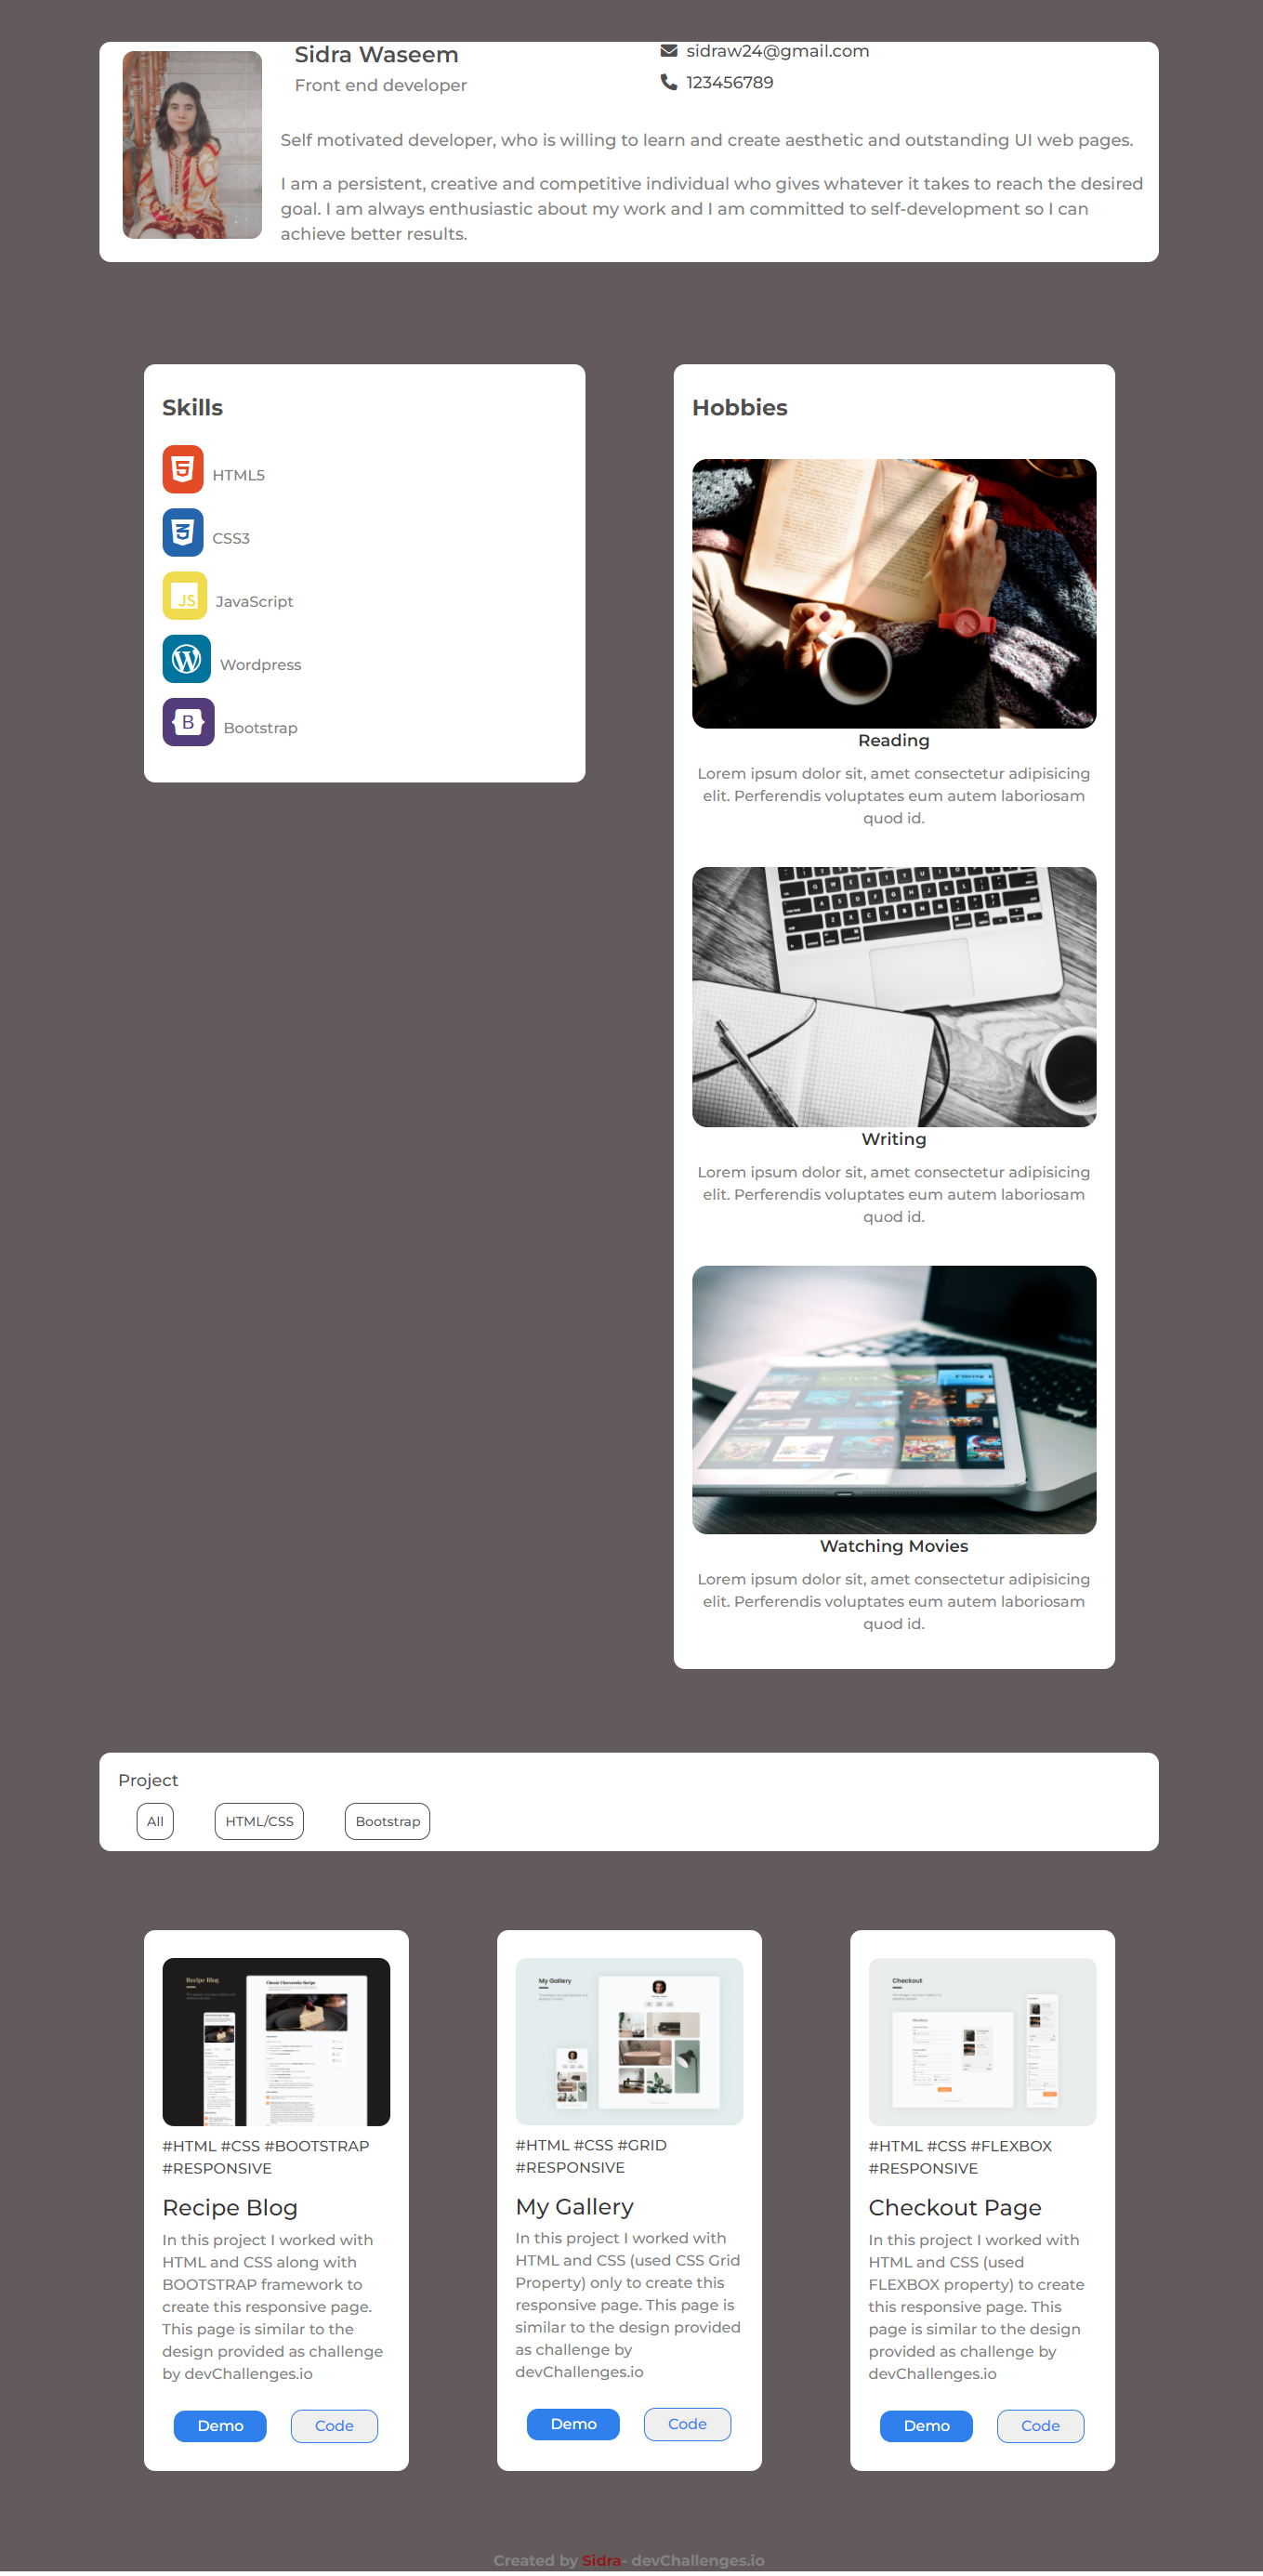 Sidra Waseem
Front end developer
sidraw24@gmail.com
123456789
Self motivated developer, who is willing to learn and create aesthetic and outstanding UI web pages.
I am a persistent, creative and competitive individual who gives whatever it takes to reach the desired
goal. I am always enthusiastic about my work and I am committed to self-development so I can
achieve better results.
Skills
HTML5
CSS3
JS
JavaScript
Wordpress
B
Bootstrap
Hobbies
Reading
Lorem ipsum dolor sit, amet consectetur adipisicing
elit. Perferendis voluptates eum autem laboriosam
quod id.
Writing
Lorem ipsum dolor sit, amet consectetur adipisicing
elit. Perferendis voluptates eum autem laboriosam
quod id.
Watching Movies
Lorem ipsum dolor sit, amet consectetur adipisicing
elit. Perferendis voluptates eum autem laboriosam
quod id.
Project
All
HTML/CSS
Bootstrap
Recipe Blog
Classic Cheesecake Recipe
#HTML #CSS #BOOTSTRAP
#RESPONSIVE
Recipe Blog
In this project I worked with
HTML and CSS along with
BOOTSTRAP framework to
create this responsive page.
This page is similar to the
design provided as challenge
by devChallenges.io
Demo
Code
My Gallery
#HTML #CSS #GRID
#RESPONSIVE
My Gallery
In this project I worked with
HTML and CSS (used CSS Grid
Property) only to create this
responsive page. This page is
similar to the design provided
as challenge by
devChallenges.io
Demo
Code
Checkout
Checkout
#HTML #CSS #FLEXBOX
#RESPONSIVE
Checkout Page
In this project I worked with
HTML and CSS (used
FLEXBOX property) to create
this responsive page. This
page is similar to the design
provided as challenge by
devChallenges.io
Demo
Code
Created by Sidra- devChallenges.io